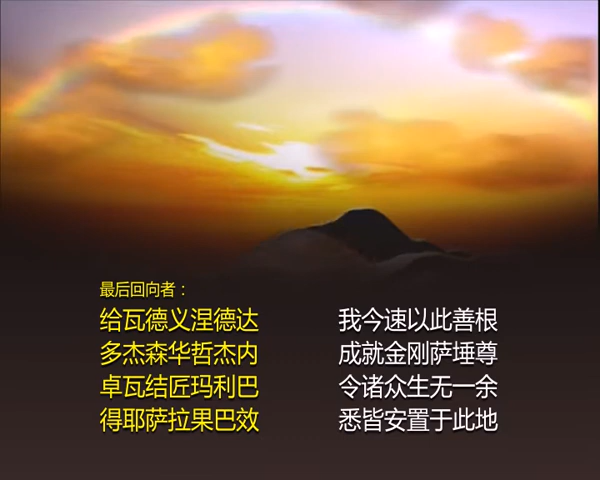 最后回向者：
给瓦德义涅德达 我今速以此善根
多杰森华哲杰内 成就金刚萨埵尊
卓瓦结匠玛利巴 令诸众生无一余
得耶萨拉果巴效 悉皆安置于此地